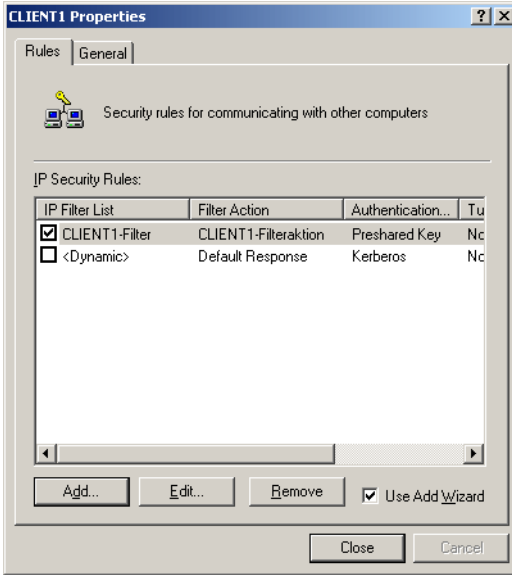 CLIENT1 Properties
Rules General
Security rules for communicating with other computers
IP Security Rules:
IP Filter List Filter Action Authentication... Tu
CLIENT1-Filter CLIENT1-Filteraktion Preshared Key Nc
<Dynamic> Default Response Kerberos Nc
Add... Edit... Remove Use Add Wizard
Close Cancel